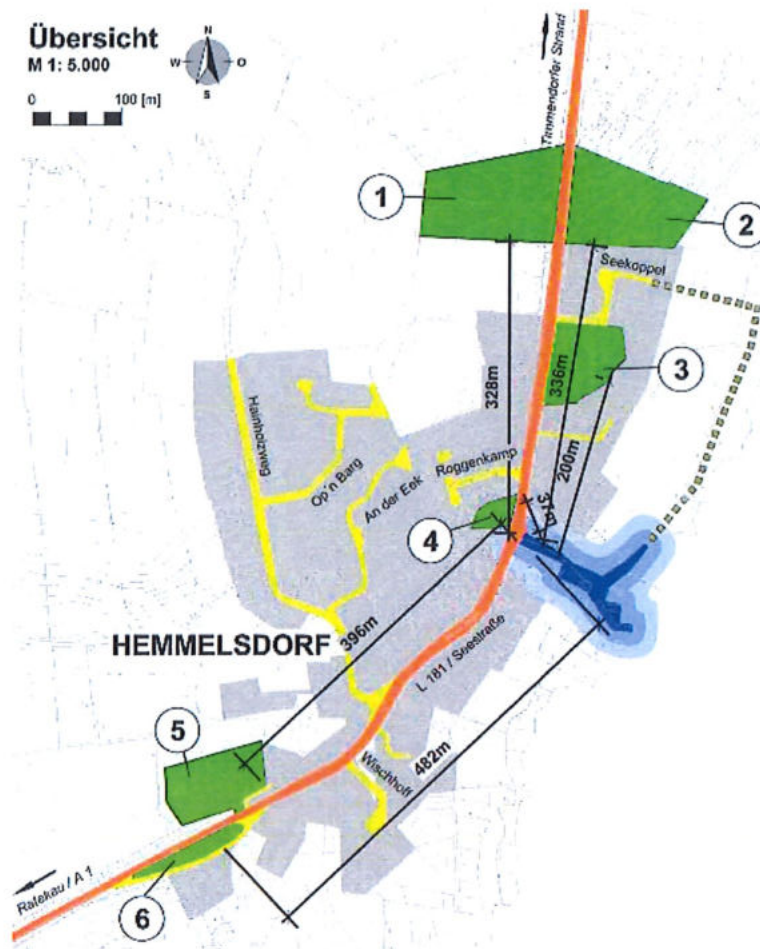 Übersicht
M 1: 5.000
N
W
O
S
0 100 [m]
Timmendorfer Strand
1
2
Seekoppel
3
328m
336m
200m
37m
Hainholzweg
Op'n Barg
An der Eek
Roggenkamp
4
HEMMELSDORF
396m
L 181 / Seestraße
5
Wischhoff
482m
Ratekau / A 1
6